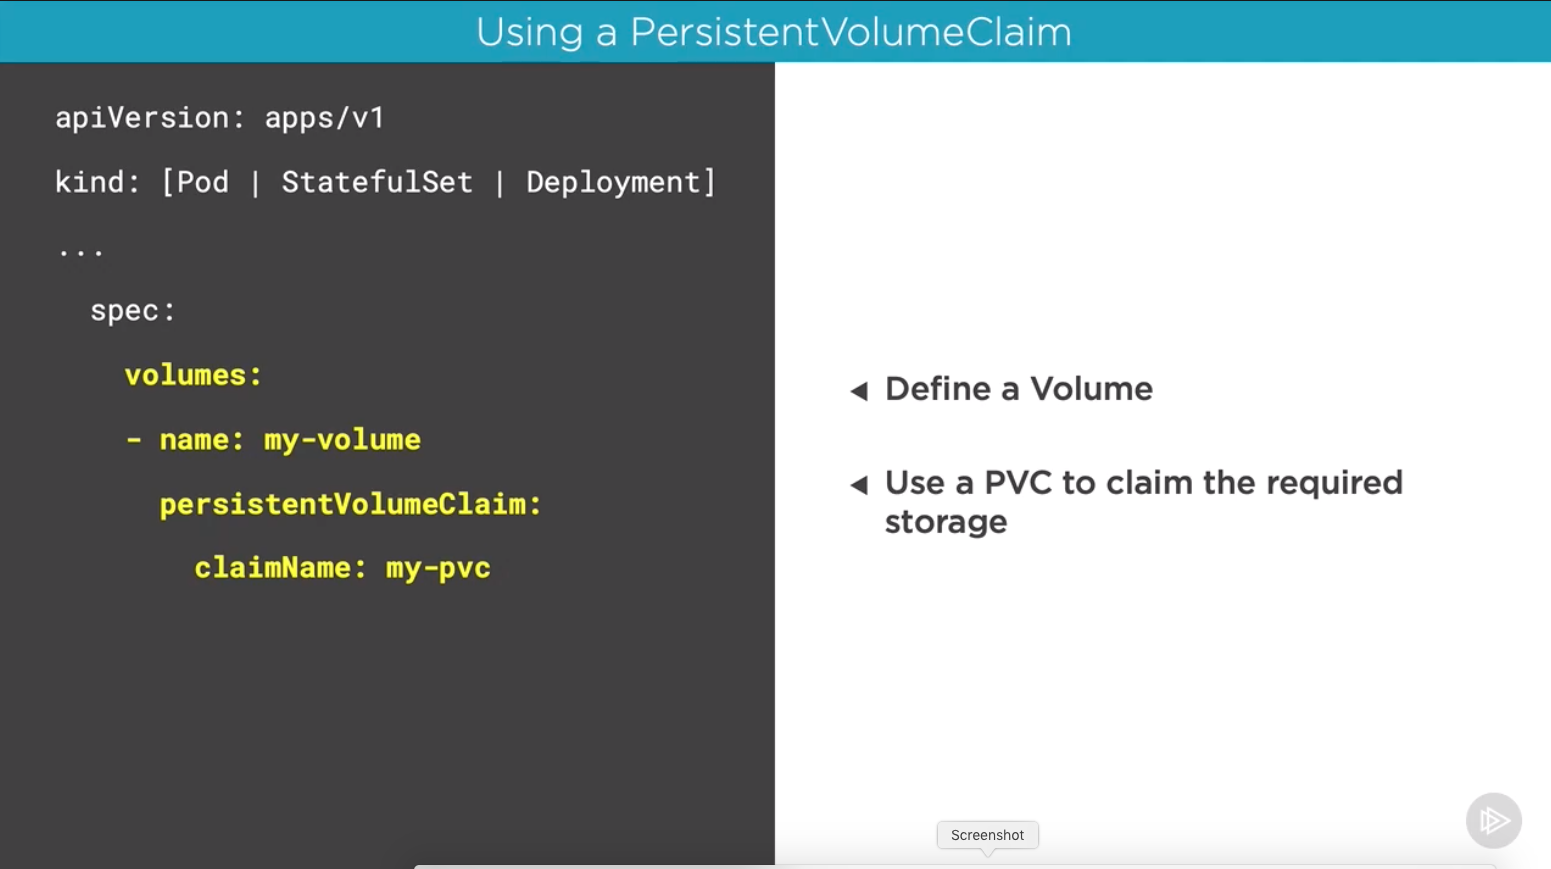 Using a PersistentVolumeClaim
apiVersion: apps/v1
kind: [Pod | StatefulSet | Deployment]
...
spec:
volumes:
- name: my-volume
persistentVolumeClaim:
claimName: my-pvc
Define a Volume
Use a PVC to claim the required
storage
Screenshot